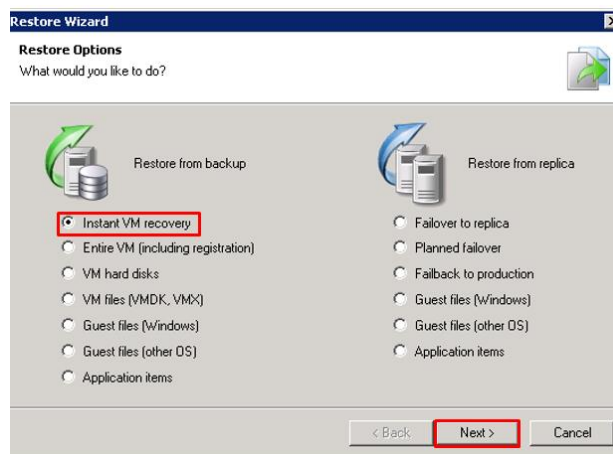 Restore Wizard
Restore Options
What would you like to do?
Restore from backup
Instant VM recovery
Entire VM (including registration)
VM hard disks
VM files (VMDK, VMX)
Guest files (Windows)
Guest files (other OS)
Application items
Restore from replica
Failover to replica
Planned failover
Failback to production
Guest files (Windows)
Guest files (other OS)
Application items
< Back
Next >
Cancel